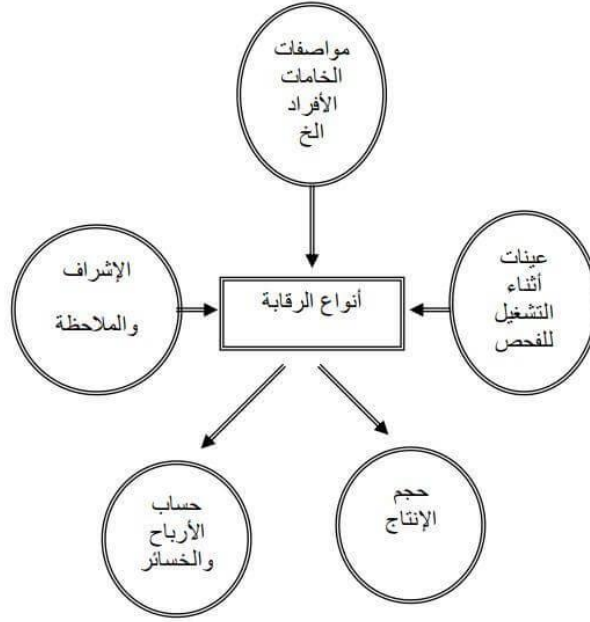 مواصفات
الخامات
الأفراد
الخ
عينات
أثناء
التشغيل
للفحص
الإشراف
والملاحظة
أنواع الرقابة
حجم
الإنتاج
حساب
الأرباح
والخسائر